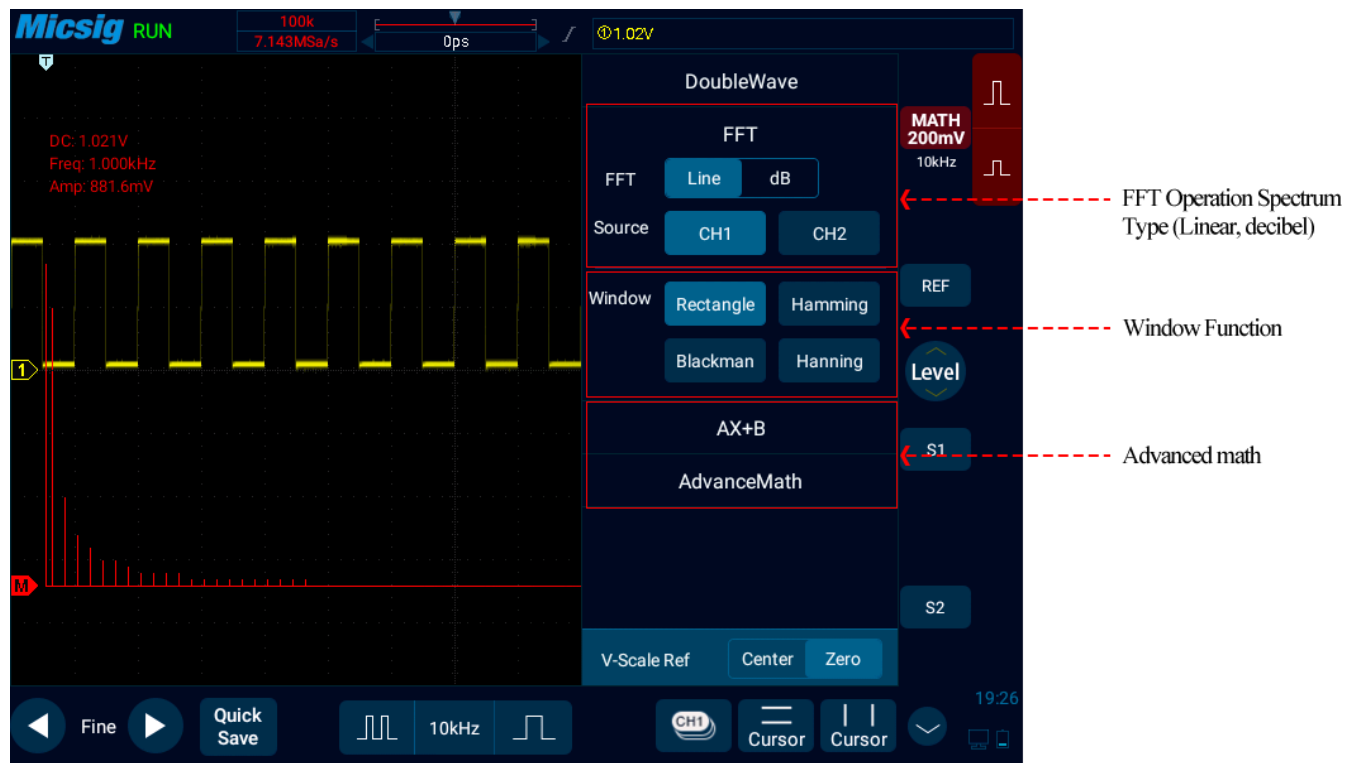 Micsig RUN
100k
7.143MSa/s
0ps
①1.02V
T
DC: 1.021V
Freq: 1.000kHz
Amp: 881.6mV
1
M
DoubleWave
FFT
FFT Line dB
Source CH1 CH2
Window Rectangle Hamming
Blackman Hanning
AX+B
AdvanceMath
V-Scale Ref Center Zero
MATH
200mV
10kHz
REF
Level
S1
S2
FFT Operation Spectrum
Type (Linear, decibel)
Window Function
Advanced math
Fine
Quick
Save
10kHz
CH1
Cursor
Cursor
19:26